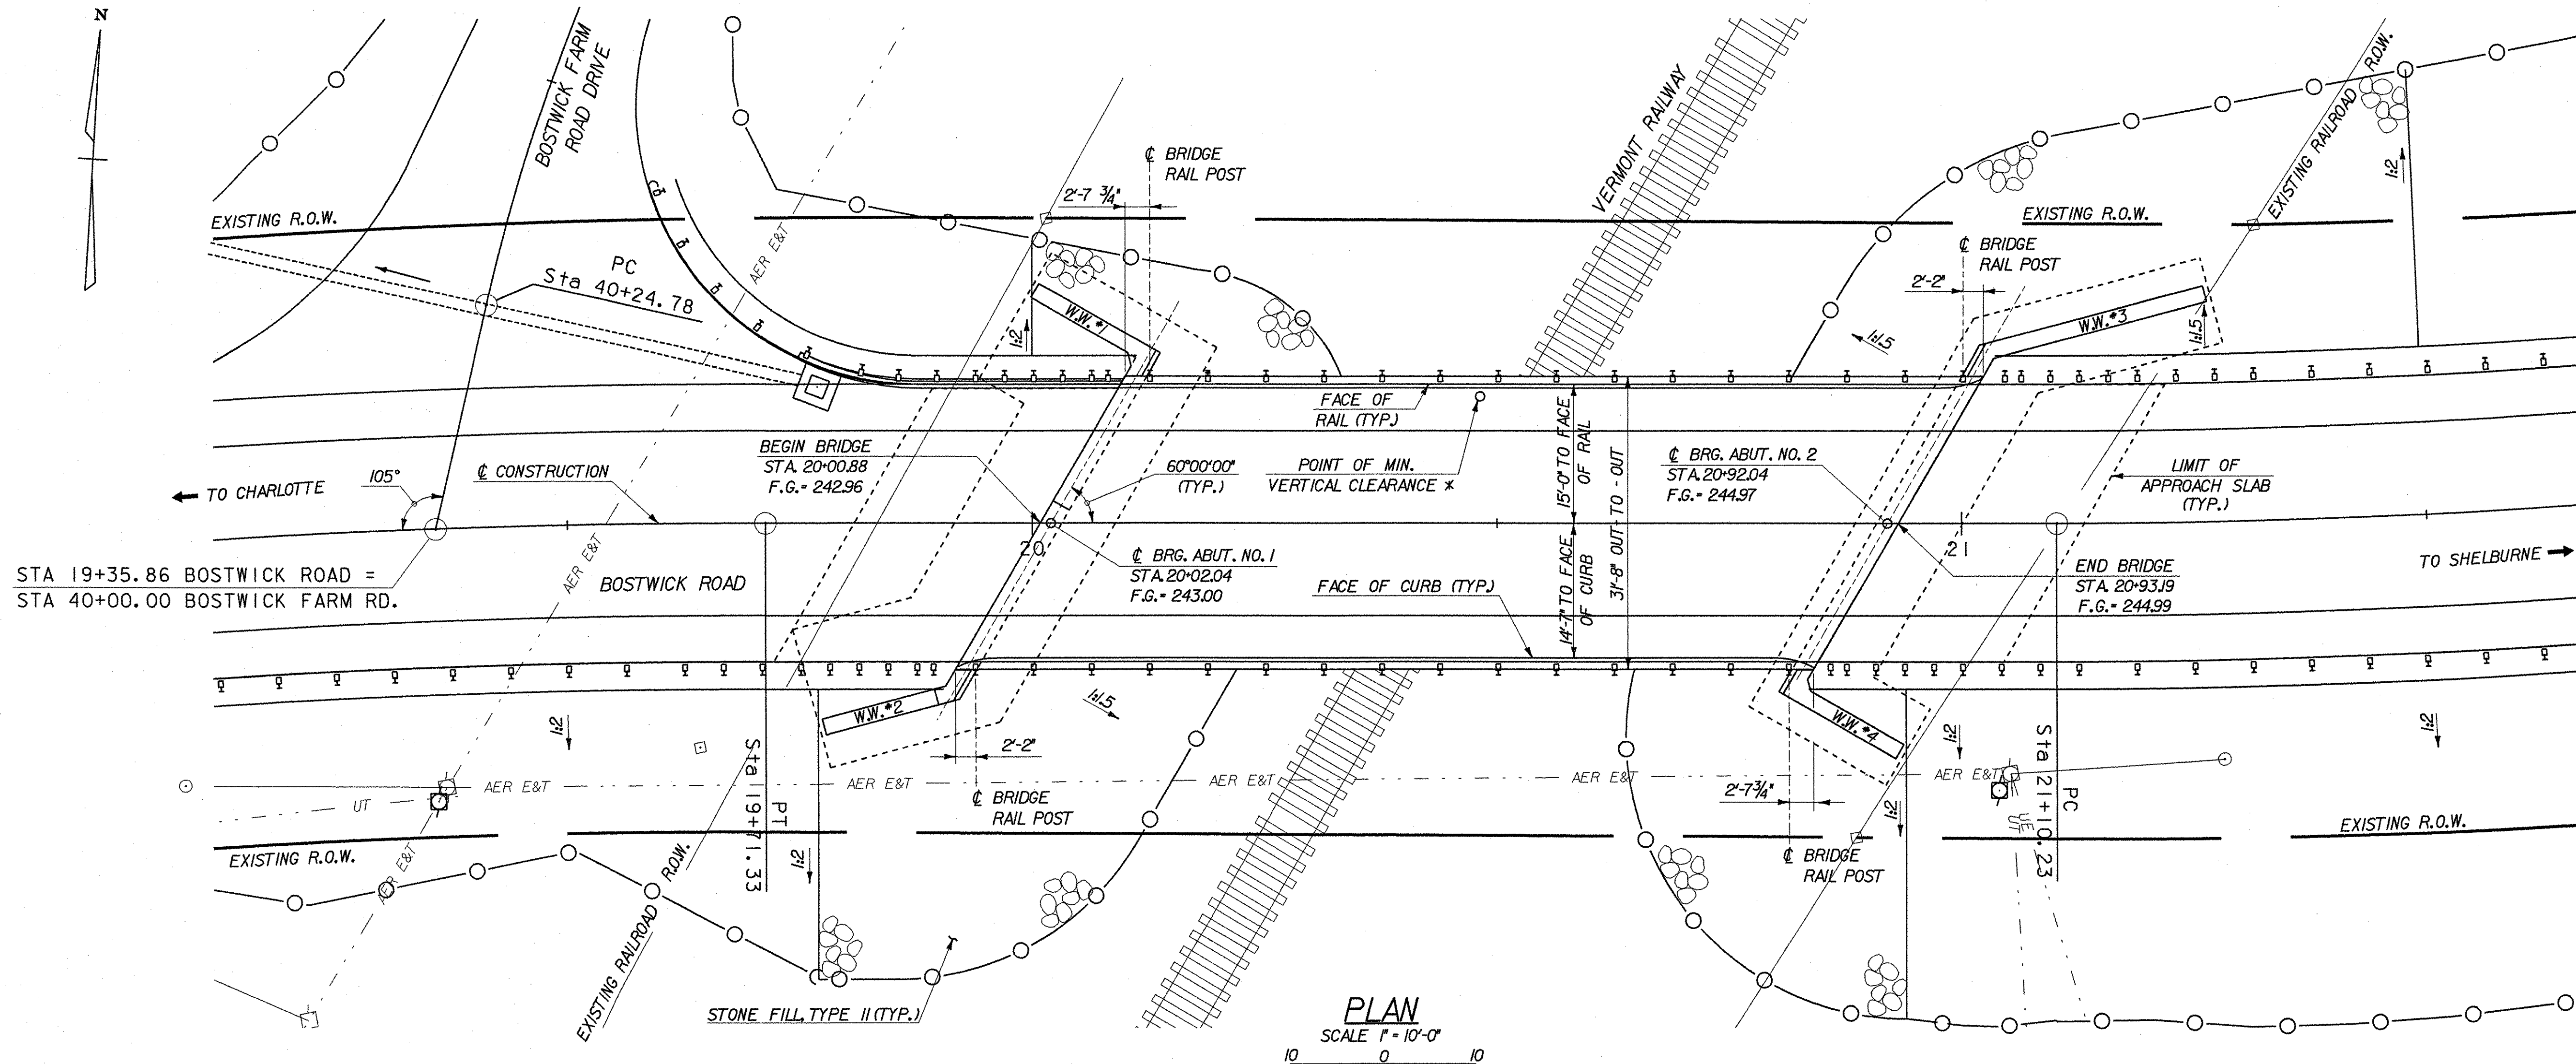 N
BOSTWICK FARM
ROAD DRIVE
EXISTING R.O.W.
PC
Sta 40+24.78
AER E&T
2'-7 3/4"
℄ BRIDGE
RAIL POST
VERMONT RAILWAY
EXISTING R.O.W.
EXISTING RAILROAD R.O.W.
1:2
℄ BRIDGE
RAIL POST
2'-2"
W.W. #1
1:2
1:1.5
W.W. #3
1:1.5
FACE OF
RAIL (TYP.)
BEGIN BRIDGE
STA. 20+00.88
F.G.= 242.96
60°00'00"
(TYP.)
POINT OF MIN.
VERTICAL CLEARANCE *
15'-0" TO FACE
OF RAIL
31'-8" OUT-TO-OUT
℄ BRG. ABUT. NO. 2
STA. 20+92.04
F.G.= 244.97
LIMIT OF
APPROACH SLAB
(TYP.)
TO CHARLOTTE
105°
℄ CONSTRUCTION
20
21
AER E&T
STA 19+35.86 BOSTWICK ROAD =
STA 40+00.00 BOSTWICK FARM RD.
BOSTWICK ROAD
℄ BRG. ABUT. NO. 1
STA. 20+02.04
F.G.= 243.00
FACE OF CURB (TYP.)
14'-7" TO FACE
OF CURB
END BRIDGE
STA. 20+93.19
F.G.= 244.99
TO SHELBURNE
1:2
W.W. #2
2'-2"
1:1.5
W.W. #4
1:2
1:2
PT
Sta 19+71.33
AER E&T
AER E&T
AER E&T
AER E&T
AER E&T
UT
℄ BRIDGE
RAIL POST
2'-7 3/4"
1:2
PC
Sta 21+10.23
UE
UT
EXISTING R.O.W.
AER E&T
AER E&T
1:2
℄ BRIDGE
RAIL POST
EXISTING R.O.W.
EXISTING RAILROAD R.O.W.
STONE FILL, TYPE II (TYP.)
PLAN
SCALE 1" = 10'-0"
10 0 10